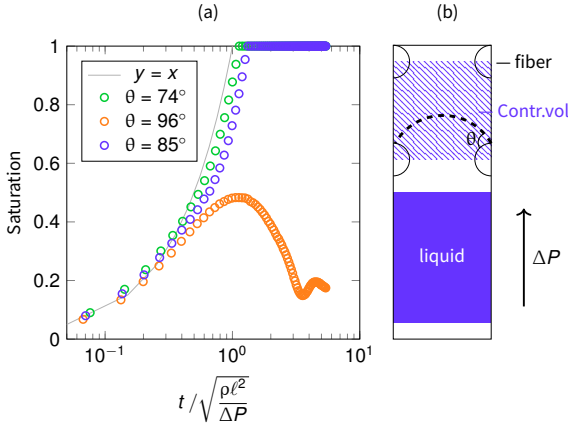 (a)
(b)
1
0.8
0.6
0.4
0.2
0
Saturation
y = x
θ = 74°
θ = 96°
θ = 85°
10⁻¹
10⁰
10¹
t / √(ρℓ²/ΔP)
fiber
Contr.vol
θ
liquid
ΔP